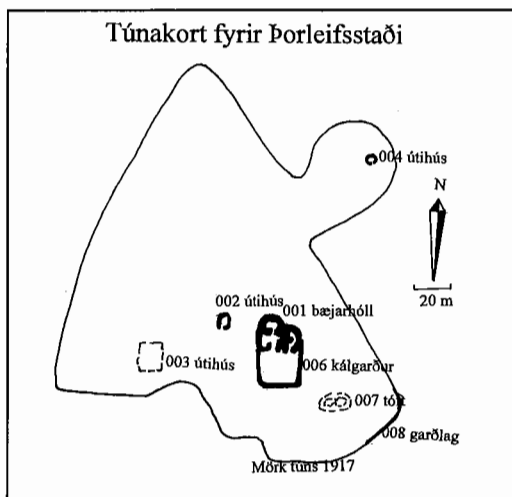 Túnakort fyrir Þorleifsstaði
004 útihús
N
20 m
002 útihús
001 bæjarhóll
003 útihús
006 kálgarður
007 tóft
008 garðlag
Mörk túns 1917